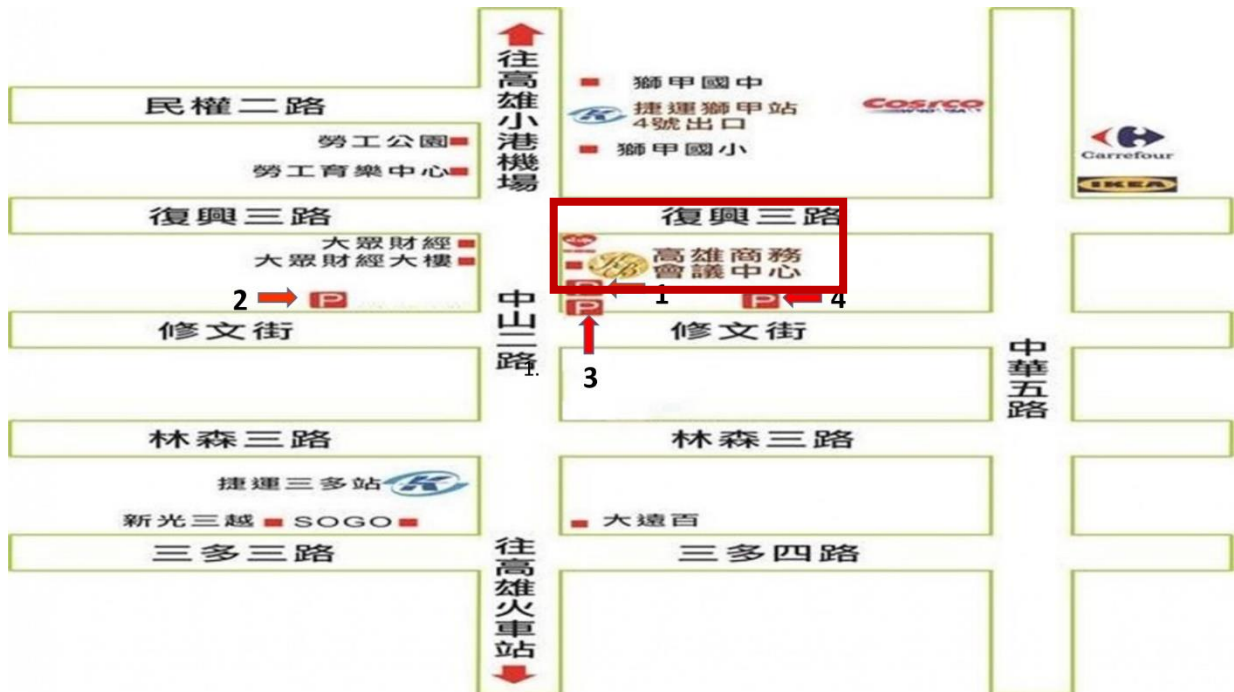 往高雄小港機場
民權二路
勞工公園
勞工育樂中心
獅甲國中
捷運獅甲站
4號出口
獅甲國小
Costco
Carrefour
IKEA
復興三路
復興三路
大眾財經
大眾財經大樓
高雄商務
會議中心
2
P
1
P
P
4
P
3
修文街
修文街
中山二路
1.
中華五路
林森三路
林森三路
捷運三多站
新光三越
SOGO
大遠百
三多三路
三多四路
往高雄火車站